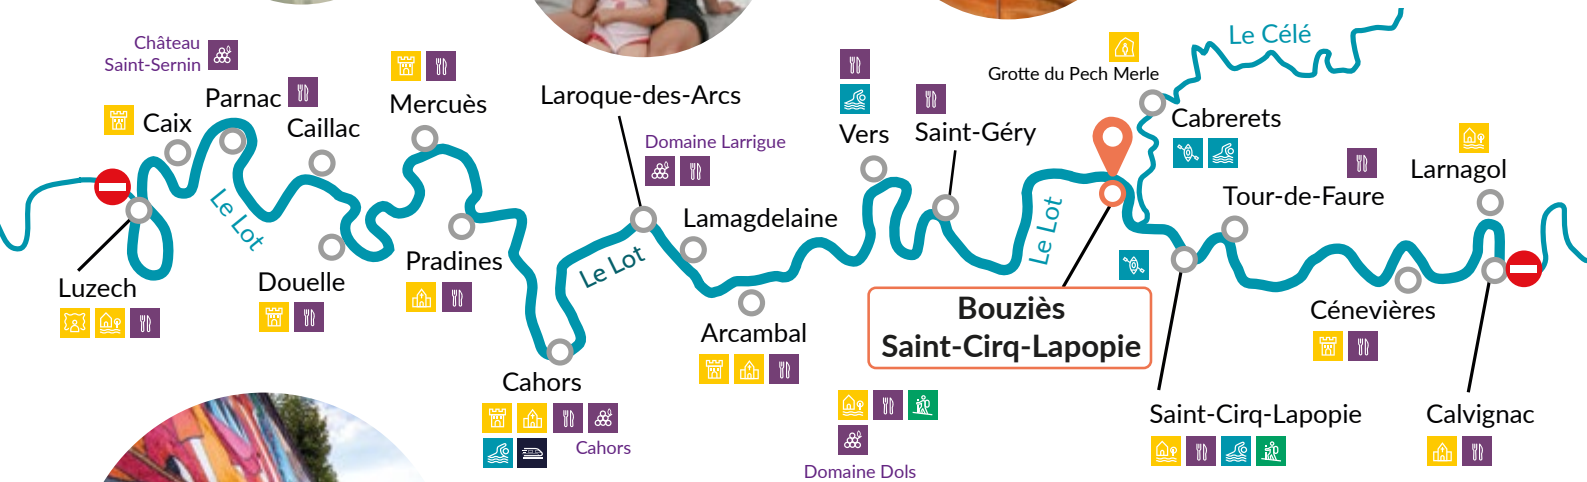 Château
Saint-Sernin
Parnac
Caix
Caillac
Mercuès
Laroque-des-Arcs
Domaine Larrigue
Vers
Saint-Géry
Grotte du Pech Merle
Le Célé
Cabrerets
Larnagol
Tour-de-Faure
Le Lot
Lamagdelaine
Le Lot
Le Lot
Pradines
Luzech
Douelle
Arcambal
Bouziès
Saint-Cirq-Lapopie
Cénevières
Cahors
Cahors
Saint-Cirq-Lapopie
Calvignac
Domaine Dols